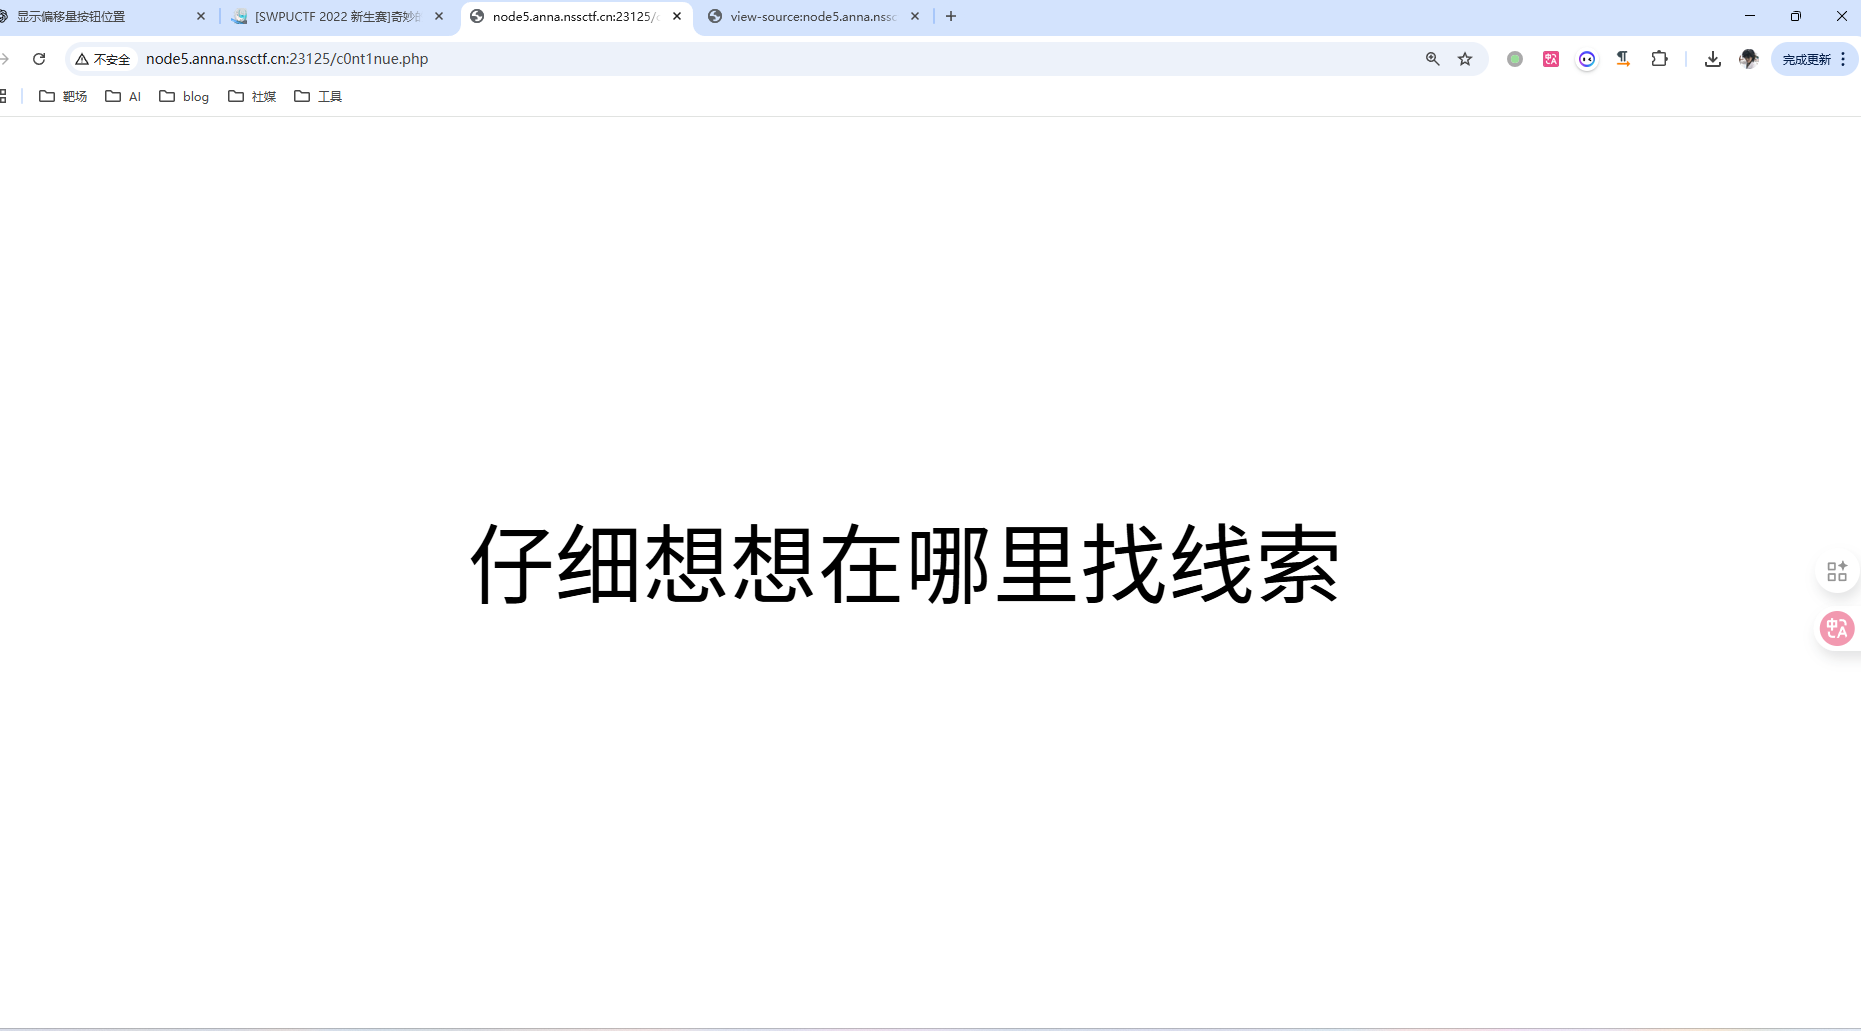 显示偏移量按钮位置
[SWPUCTF 2022 新生赛]奇妙的
node5.anna.nssctf.cn:23125/c
view-source:node5.anna.nssc
不安全
node5.anna.nssctf.cn:23125/c0nt1nue.php
完成更新
靶场
AI
blog
社媒
工具
仔细想想在哪里找线索